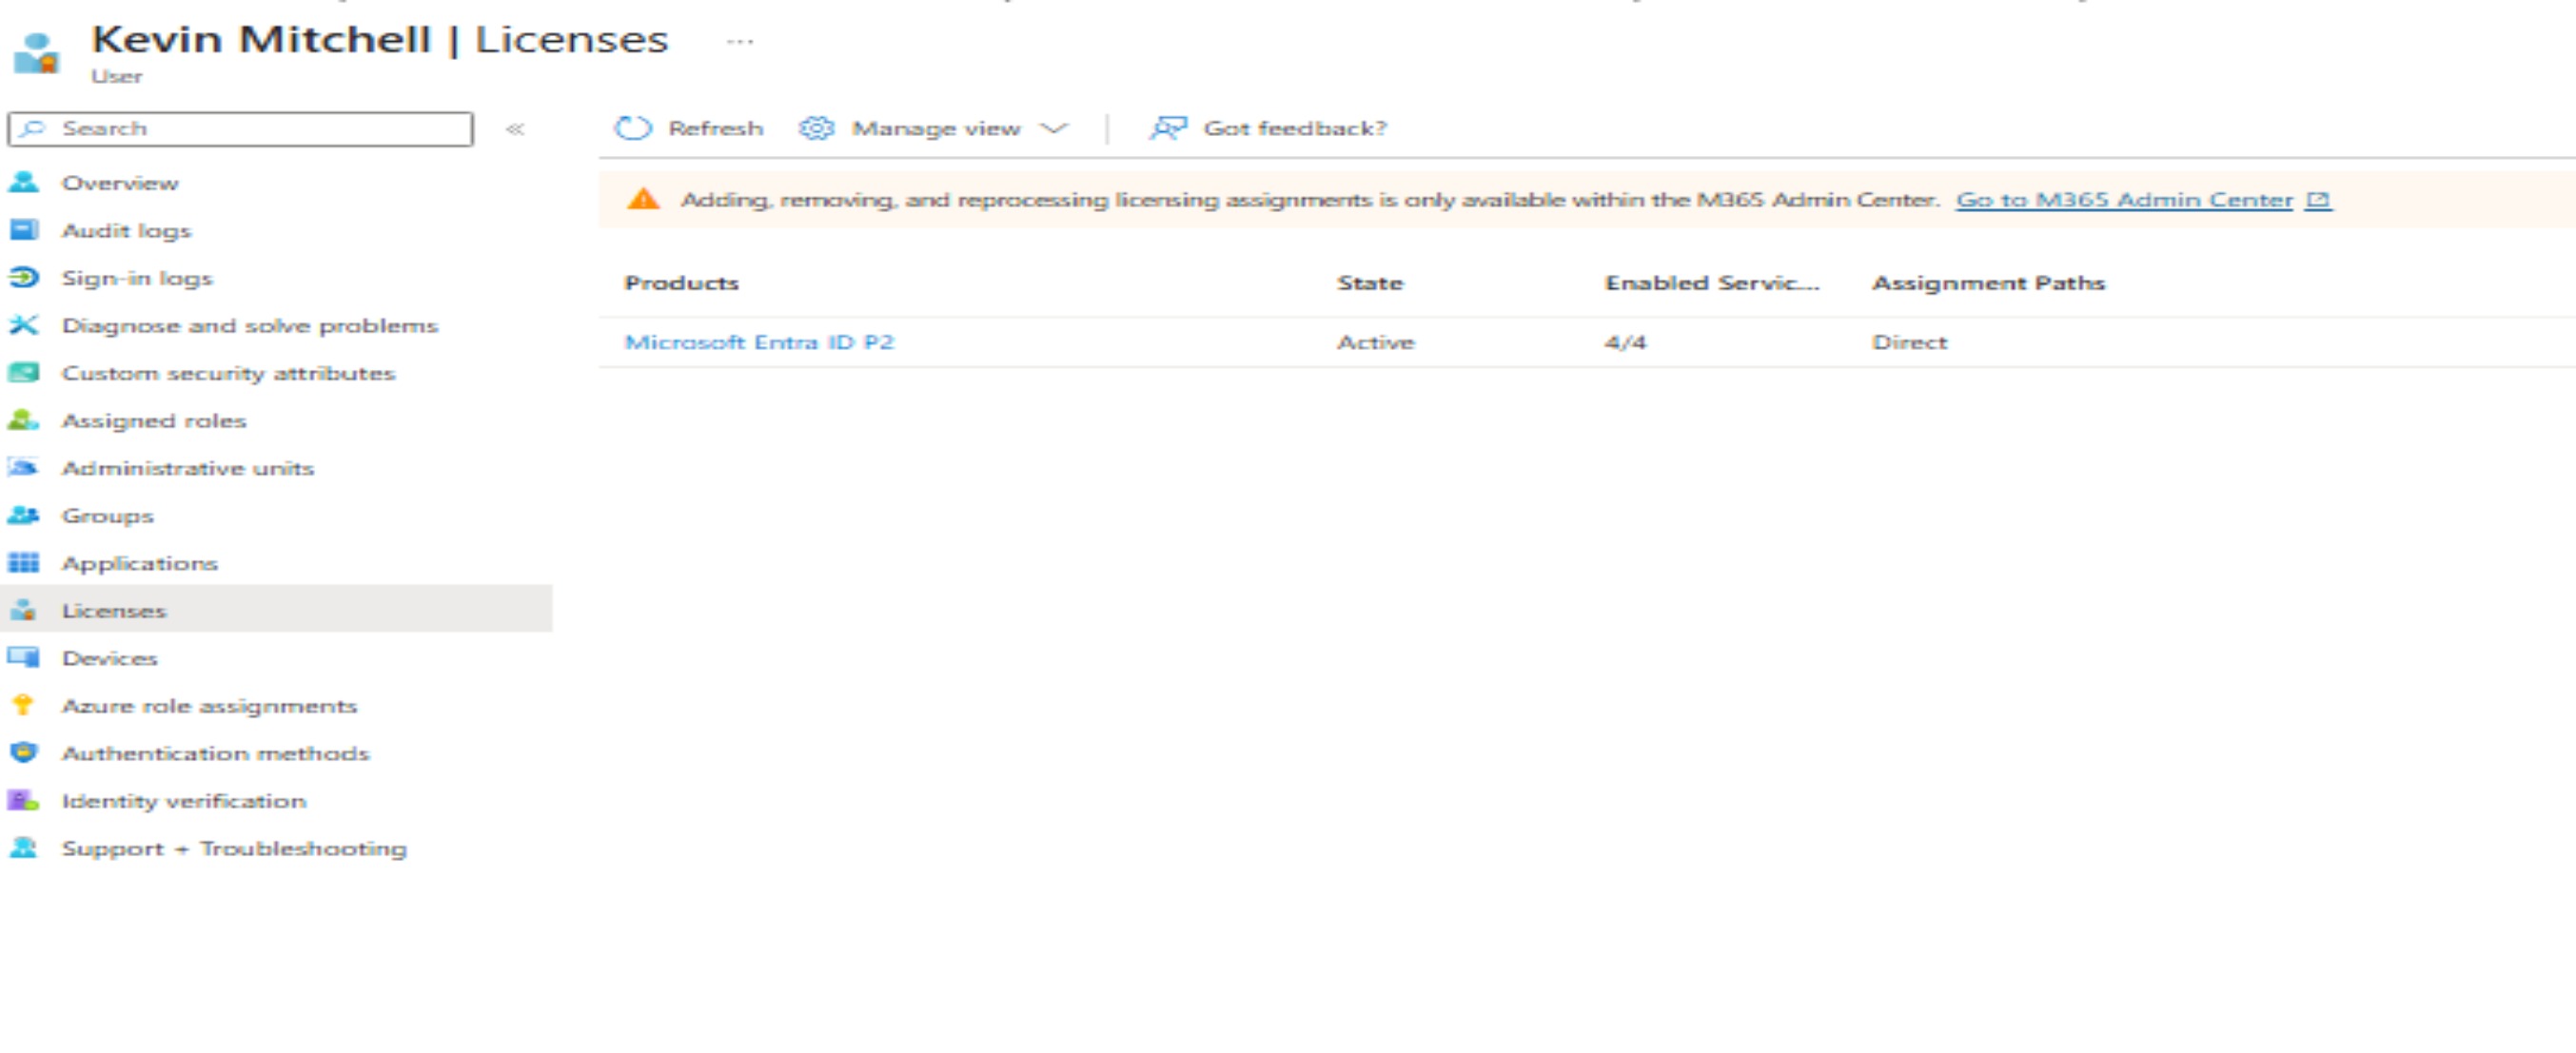 Kevin Mitchell | Licenses ...
User
Search
Refresh Manage view Got feedback?
Overview
Audit logs
Sign-in logs
Diagnose and solve problems
Custom security attributes
Assigned roles
Administrative units
Groups
Applications
Licenses
Devices
Azure role assignments
Authentication methods
Identity verification
Support + Troubleshooting
Adding, removing, and reprocessing licensing assignments is only available within the M365 Admin Center. Go to M365 Admin Center
Products State Enabled Servic... Assignment Paths
Microsoft Entra ID P2 Active 4/4 Direct